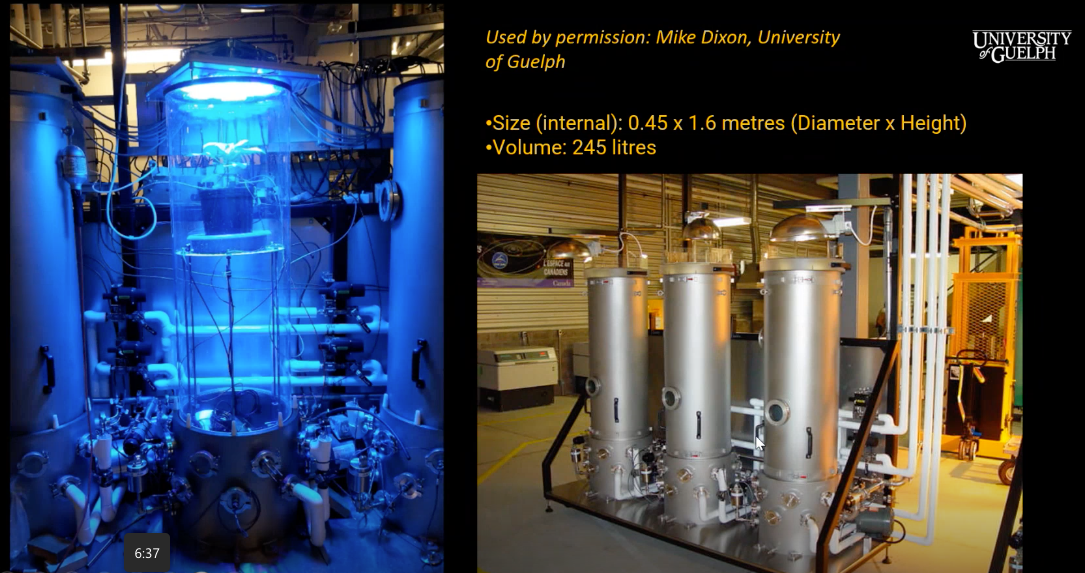 Used by permission: Mike Dixon, University
of Guelph
UNIVERSITY
of GUELPH
•Size (internal): 0.45 x 1.6 metres (Diameter x Height)
•Volume: 245 litres
L'ESPACE AUX
CANADIENS
Canada
6:37